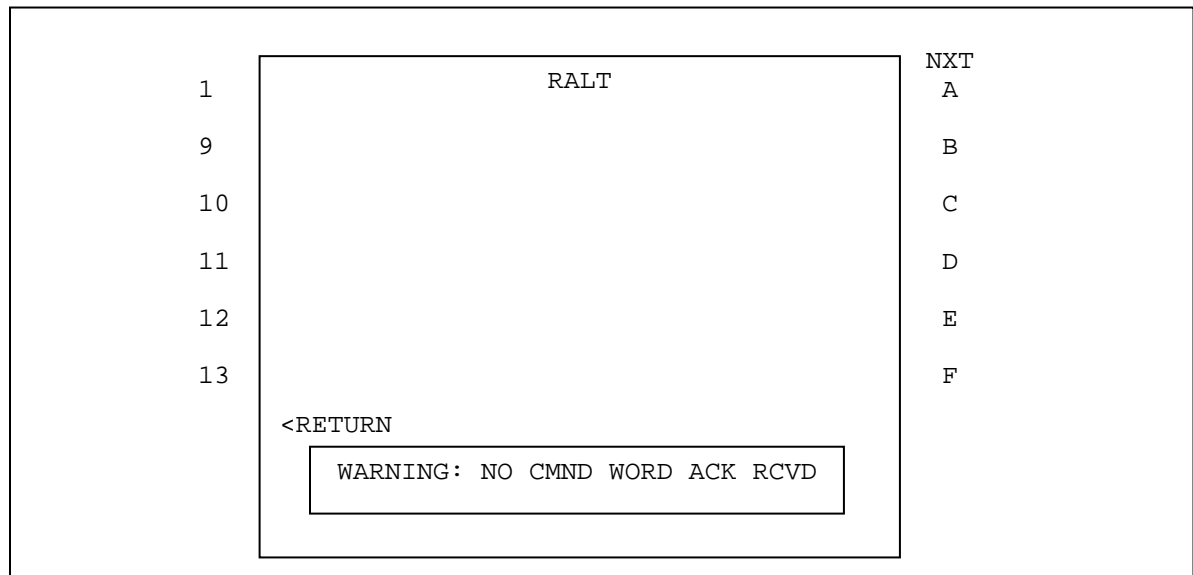 NXT
1 RALT A
9 B
10 C
11 D
12 E
13 F
<RETURN
WARNING: NO CMND WORD ACK RCVD